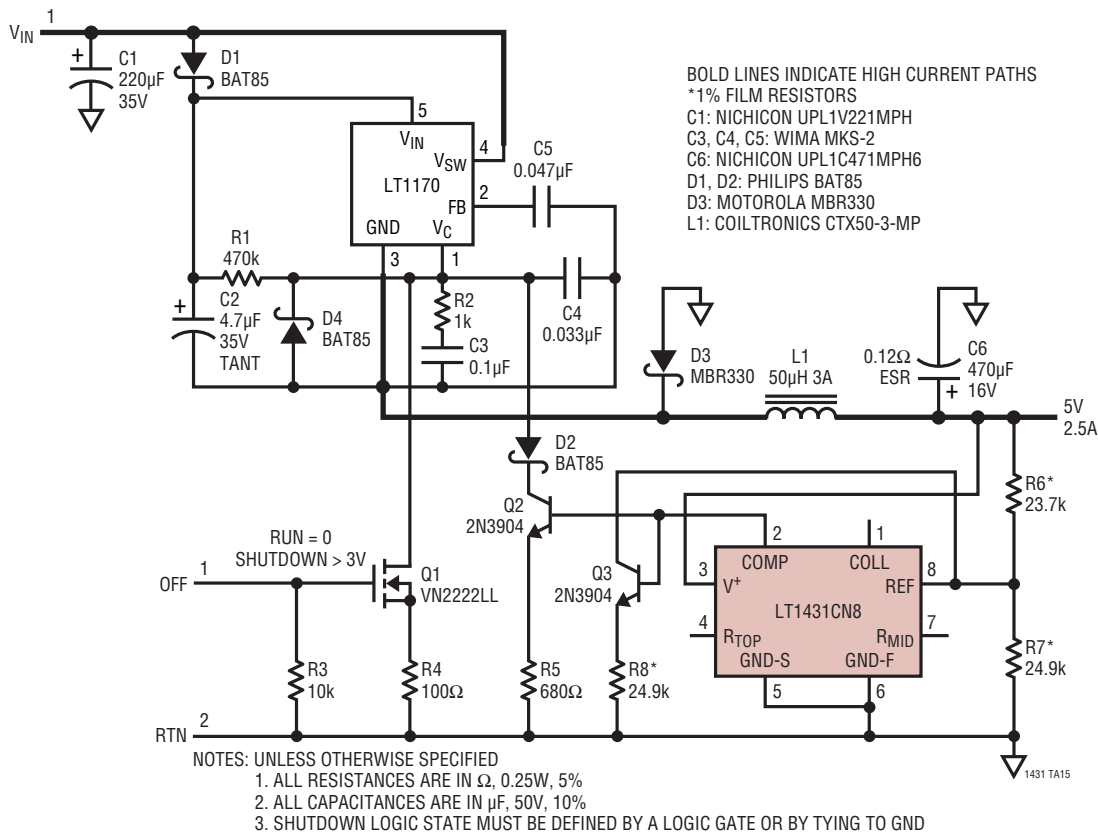 1
VIN
+
C1
220µF
35V
D1
BAT85
5
VIN
VSW
4
LT1170
FB
2
GND
VC
3
1
C5
0.047µF
BOLD LINES INDICATE HIGH CURRENT PATHS
*1% FILM RESISTORS
C1: NICHICON UPL1V221MPH
C3, C4, C5: WIMA MKS-2
C6: NICHICON UPL1C471MPH6
D1, D2: PHILIPS BAT85
D3: MOTOROLA MBR330
L1: COILTRONICS CTX50-3-MP
R1
470k
+
C2
4.7µF
35V
TANT
D4
BAT85
R2
1k
C3
0.1µF
C4
0.033µF
D3
MBR330
L1
50µH 3A
0.12Ω
ESR
C6
470µF
16V
+
5V
2.5A
D2
BAT85
Q2
2N3904
R6*
23.7k
RUN = 0
SHUTDOWN > 3V
OFF
1
Q1
VN2222LL
Q3
2N3904
2
1
COMP
COLL
3
V+
REF
8
LT1431CN8
4
RTOP
RMID
7
GND-S
GND-F
5
6
R7*
24.9k
R3
10k
R4
100Ω
R5
680Ω
R8*
24.9k
RTN
2
1431 TA15
NOTES: UNLESS OTHERWISE SPECIFIED
1. ALL RESISTANCES ARE IN Ω, 0.25W, 5%
2. ALL CAPACITANCES ARE IN µF, 50V, 10%
3. SHUTDOWN LOGIC STATE MUST BE DEFINED BY A LOGIC GATE OR BY TYING TO GND